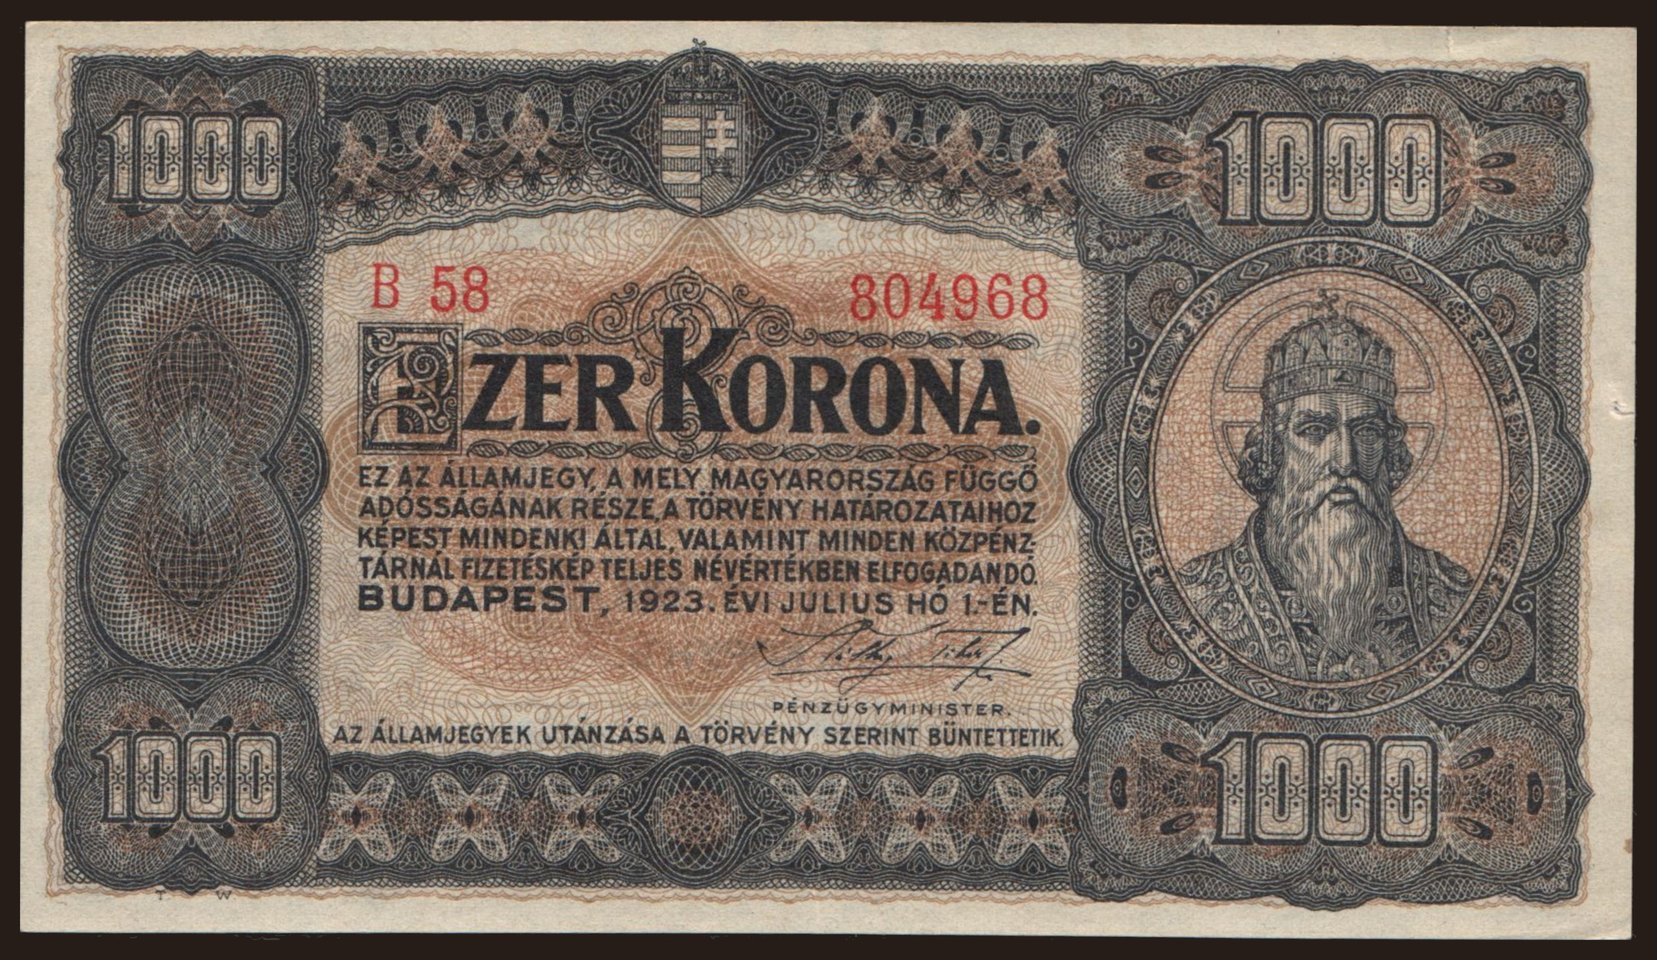 1000
1000
B 58
804968
EZER KORONA.
EZ AZ ÁLLAMJEGY, A MELY MAGYARORSZÁG FÜGGŐ
ADÓSSÁGÁNAK RÉSZE, A TÖRVÉNY HATÁROZATAIHOZ
KÉPEST MINDENKI ÁLTAL, VALAMINT MINDEN KÖZPÉNZ-
TÁRNÁL FIZETÉSKÉP TELJES NÉVÉRTÉKBEN ELFOGADANDÓ.
BUDAPEST, 1923. ÉVI JULIUS HÓ 1.-ÉN.
PÉNZÜGYMINISTER.
AZ ÁLLAMJEGYEK UTÁNZÁSA A TÖRVÉNY SZERINT BÜNTETTETIK.
1000
1000
T W